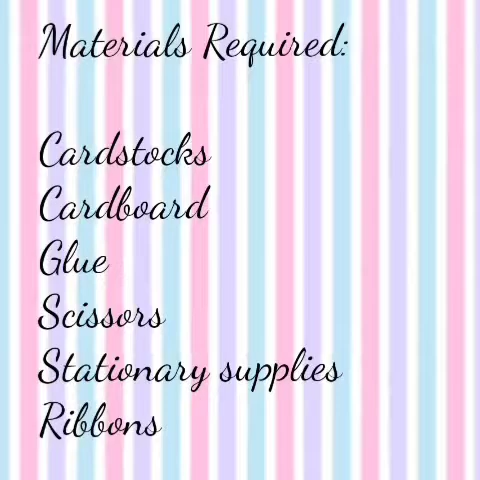 Materials Required:
Cardstocks
Cardboard
Glue
Scissors
Stationary supplies
Ribbons